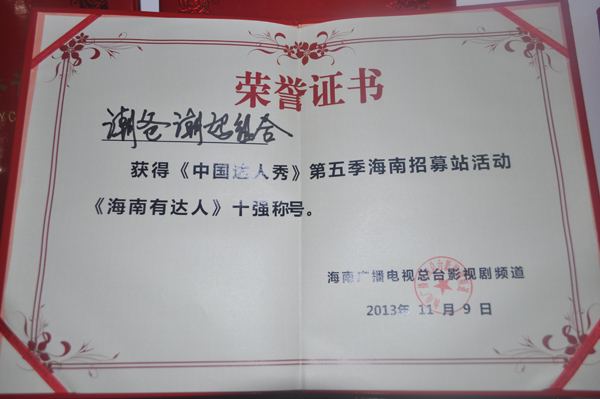 荣誉证书
潮爸潮妈组合
获得《中国达人秀》第五季海南招募站活动
《海南有达人》十强称号。
海南广播电视总台影视剧频道
2013年 11 月 9 日